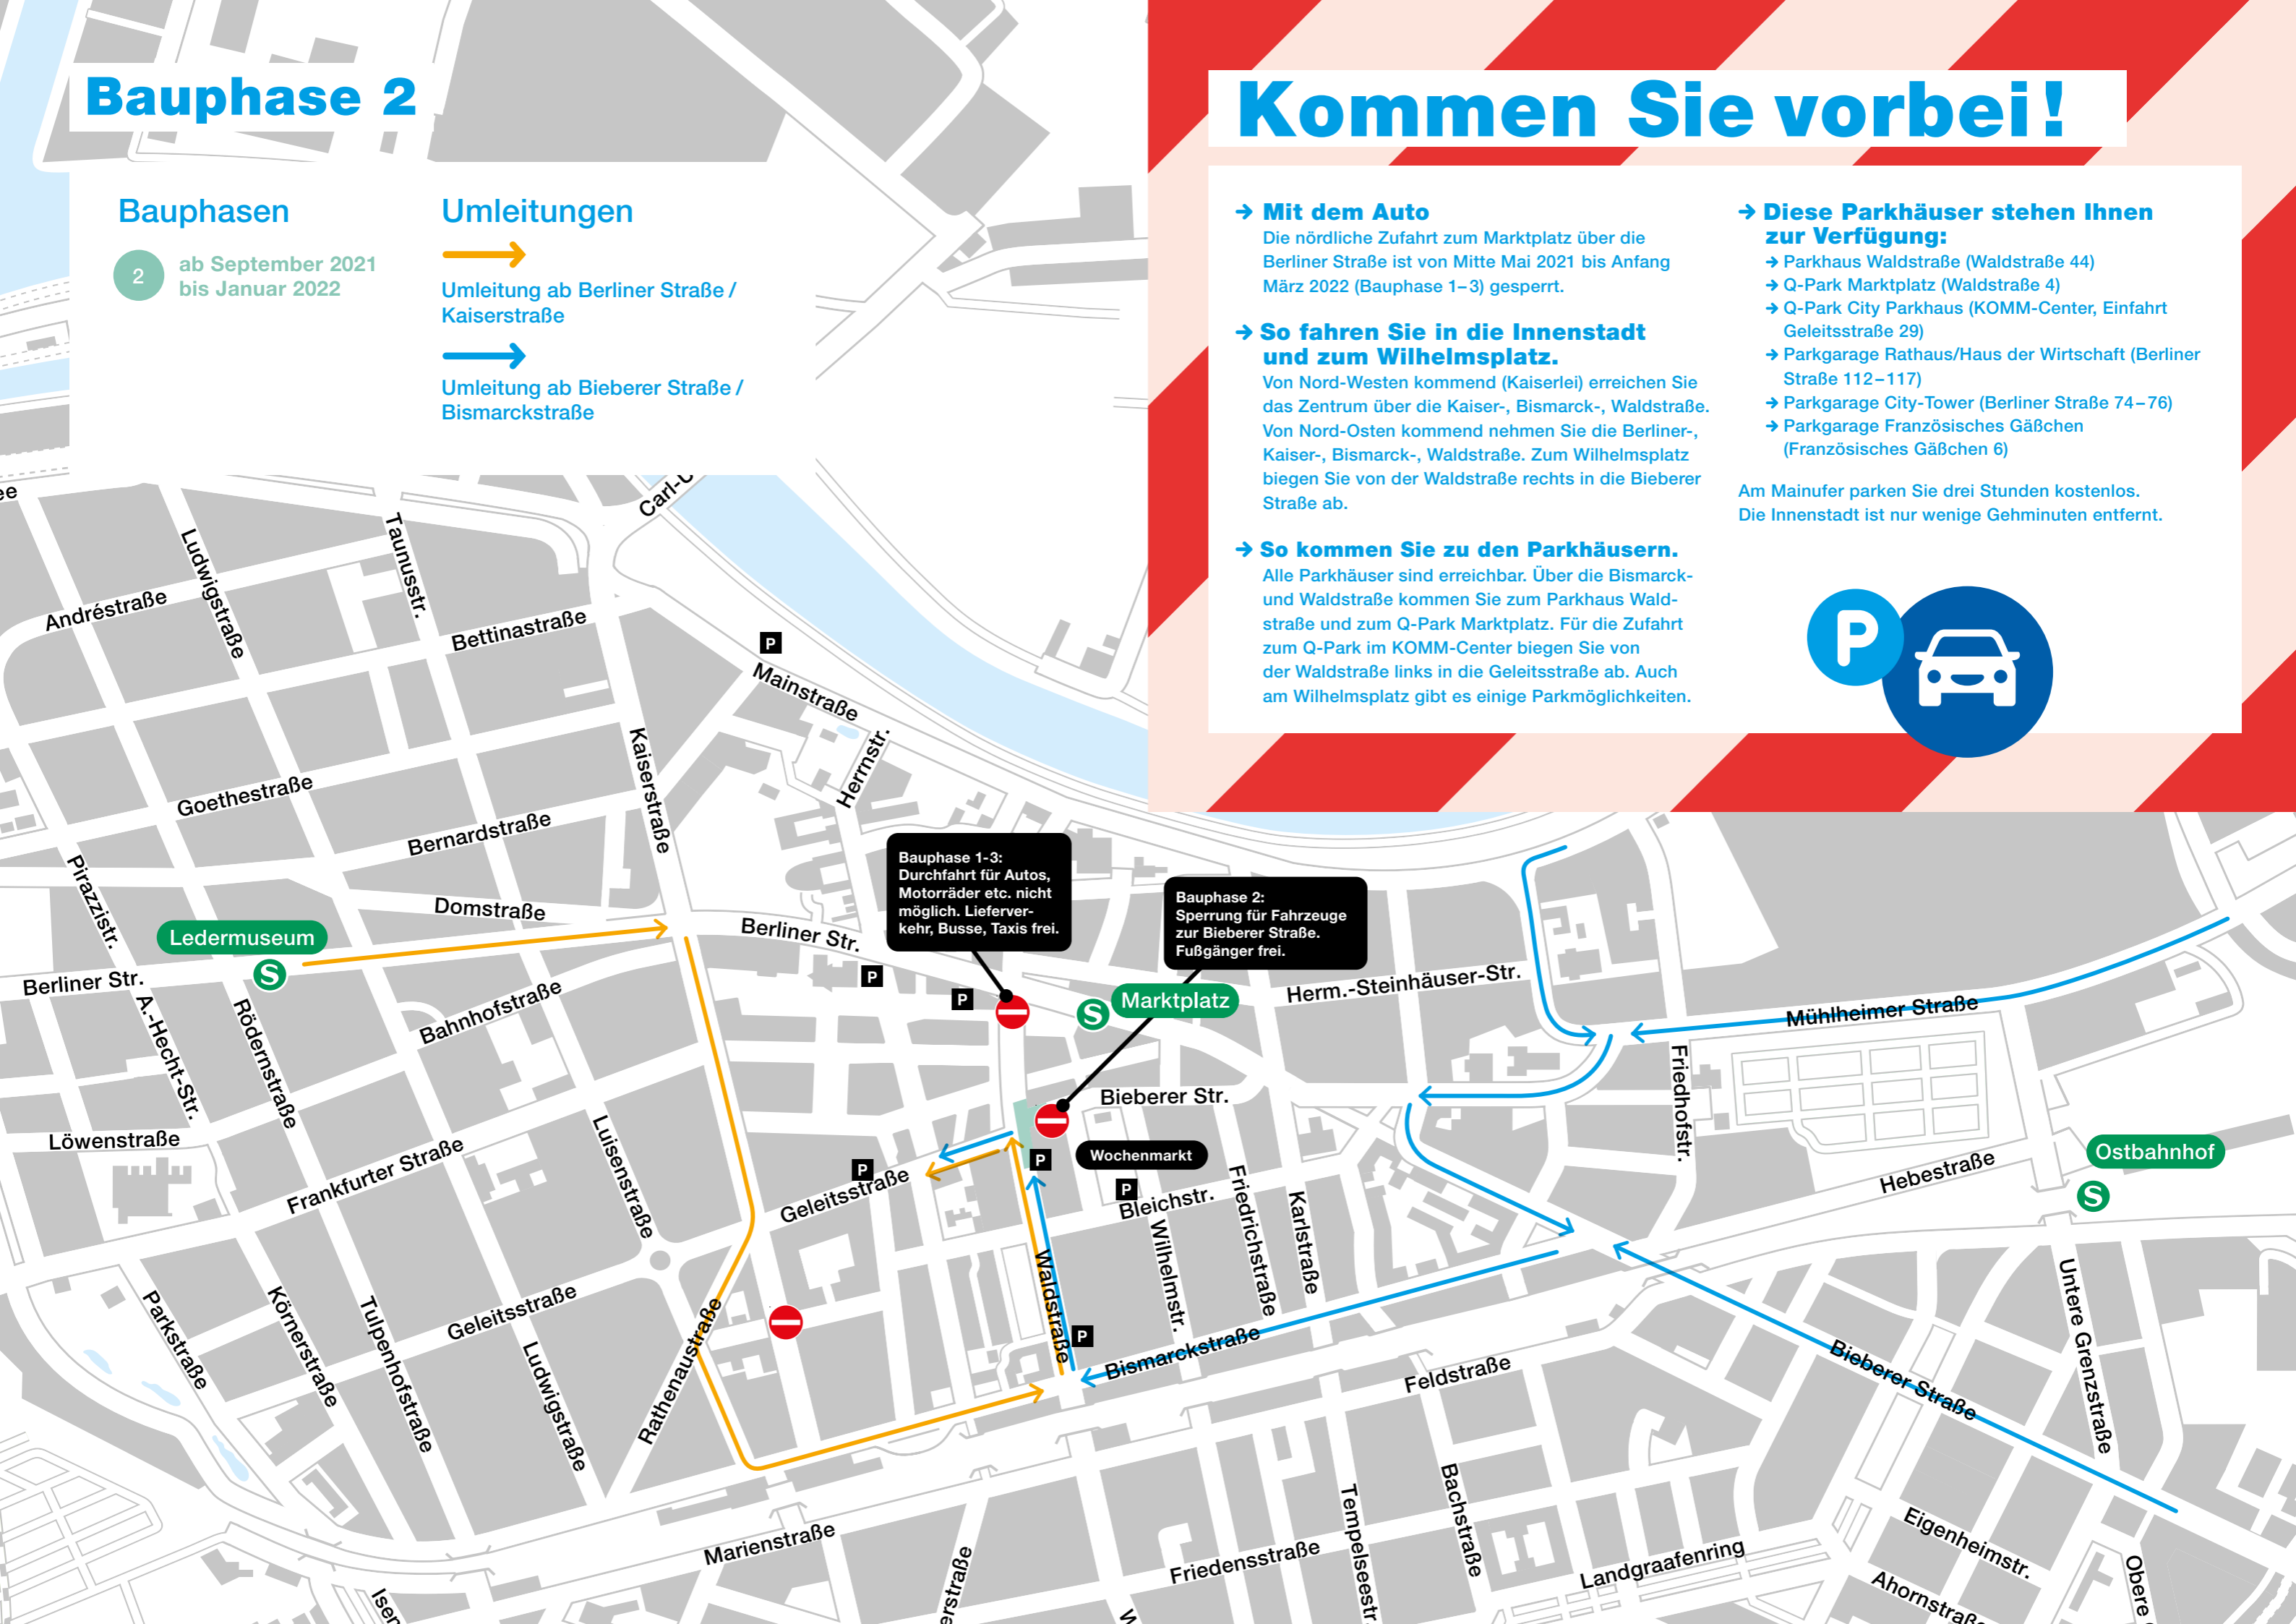 Bauphase 2
Bauphasen
2
ab September 2021
bis Januar 2022
Umleitungen
Umleitung ab Berliner Straße /
Kaiserstraße
Umleitung ab Bieberer Straße /
Bismarckstraße
Kommen Sie vorbei!
→ Mit dem Auto
Die nördliche Zufahrt zum Marktplatz über die
Berliner Straße ist von Mitte Mai 2021 bis Anfang
März 2022 (Bauphase 1–3) gesperrt.
→ So fahren Sie in die Innenstadt
und zum Wilhelmsplatz.
Von Nord-Westen kommend (Kaiserlei) erreichen Sie
das Zentrum über die Kaiser-, Bismarck-, Waldstraße.
Von Nord-Osten kommend nehmen Sie die Berliner-,
Kaiser-, Bismarck-, Waldstraße. Zum Wilhelmsplatz
biegen Sie von der Waldstraße rechts in die Bieberer
Straße ab.
→ So kommen Sie zu den Parkhäusern.
Alle Parkhäuser sind erreichbar. Über die Bismarck-
und Waldstraße kommen Sie zum Parkhaus Wald-
straße und zum Q-Park Marktplatz. Für die Zufahrt
zum Q-Park im KOMM-Center biegen Sie von
der Waldstraße links in die Geleitsstraße ab. Auch
am Wilhelmsplatz gibt es einige Parkmöglichkeiten.
→ Diese Parkhäuser stehen Ihnen
zur Verfügung:
→ Parkhaus Waldstraße (Waldstraße 44)
→ Q-Park Marktplatz (Waldstraße 4)
→ Q-Park City Parkhaus (KOMM-Center, Einfahrt
Geleitsstraße 29)
→ Parkgarage Rathaus/Haus der Wirtschaft (Berliner
Straße 112–117)
→ Parkgarage City-Tower (Berliner Straße 74–76)
→ Parkgarage Französisches Gäßchen
(Französisches Gäßchen 6)
Am Mainufer parken Sie drei Stunden kostenlos.
Die Innenstadt ist nur wenige Gehminuten entfernt.
P
ee
Carl-U
Andréstraße
Ludwigstraße
Taunusstr.
Bettinastraße
P
Mainstraße
Herrnstr.
Kaiserstraße
Goethestraße
Bernardstraße
Pirazzistr.
Domstraße
Ledermuseum
S
Berliner Str.
Berliner Str.
P
P
Bauphase 1-3:
Durchfahrt für Autos,
Motorräder etc. nicht
möglich. Lieferver-
kehr, Busse, Taxis frei.
Bauphase 2:
Sperrung für Fahrzeuge
zur Bieberer Straße.
Fußgänger frei.
S
Marktplatz
Herm.-Steinhäuser-Str.
Mühlheimer Straße
Friedhofstr.
A.-Hecht-Str.
Rödernstraße
Bahnhofstraße
Bieberer Str.
Löwenstraße
Frankfurter Straße
Luisenstraße
P
Geleitsstraße
P
Wochenmarkt
P
Bleichstr.
Friedrichstraße
Karlstraße
Wilhelmstr.
Hebestraße
Ostbahnhof
S
Untere Grenzstraße
Parkstraße
Körnerstraße
Tulpenhofstraße
Geleitsstraße
Ludwigstraße
Rathenaustraße
Waldstraße
P
Bismarckstraße
Feldstraße
Bieberer Straße
Marienstraße
Isen
erstraße
W
Friedensstraße
Tempelseestr.
Bachstraße
Landgraafenring
Eigenheimstr.
Ahornstraße
Obere